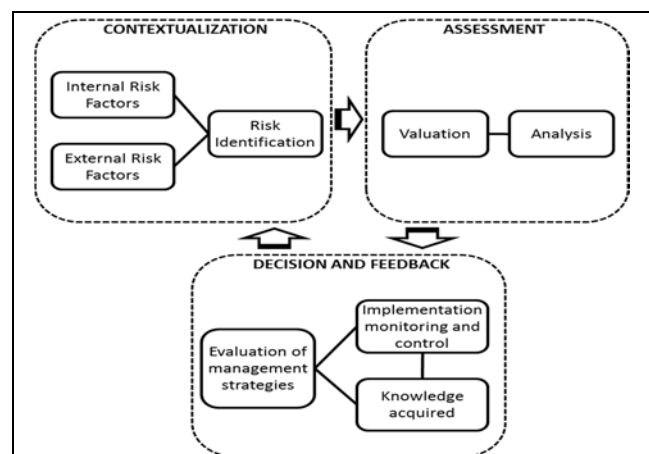 CONTEXTUALIZATION
Internal Risk
Factors
External Risk
Factors
Risk
Identification
ASSESSMENT
Valuation
Analysis
DECISION AND FEEDBACK
Evaluation of
management
strategies
Implementation
monitoring and
control
Knowledge
acquired